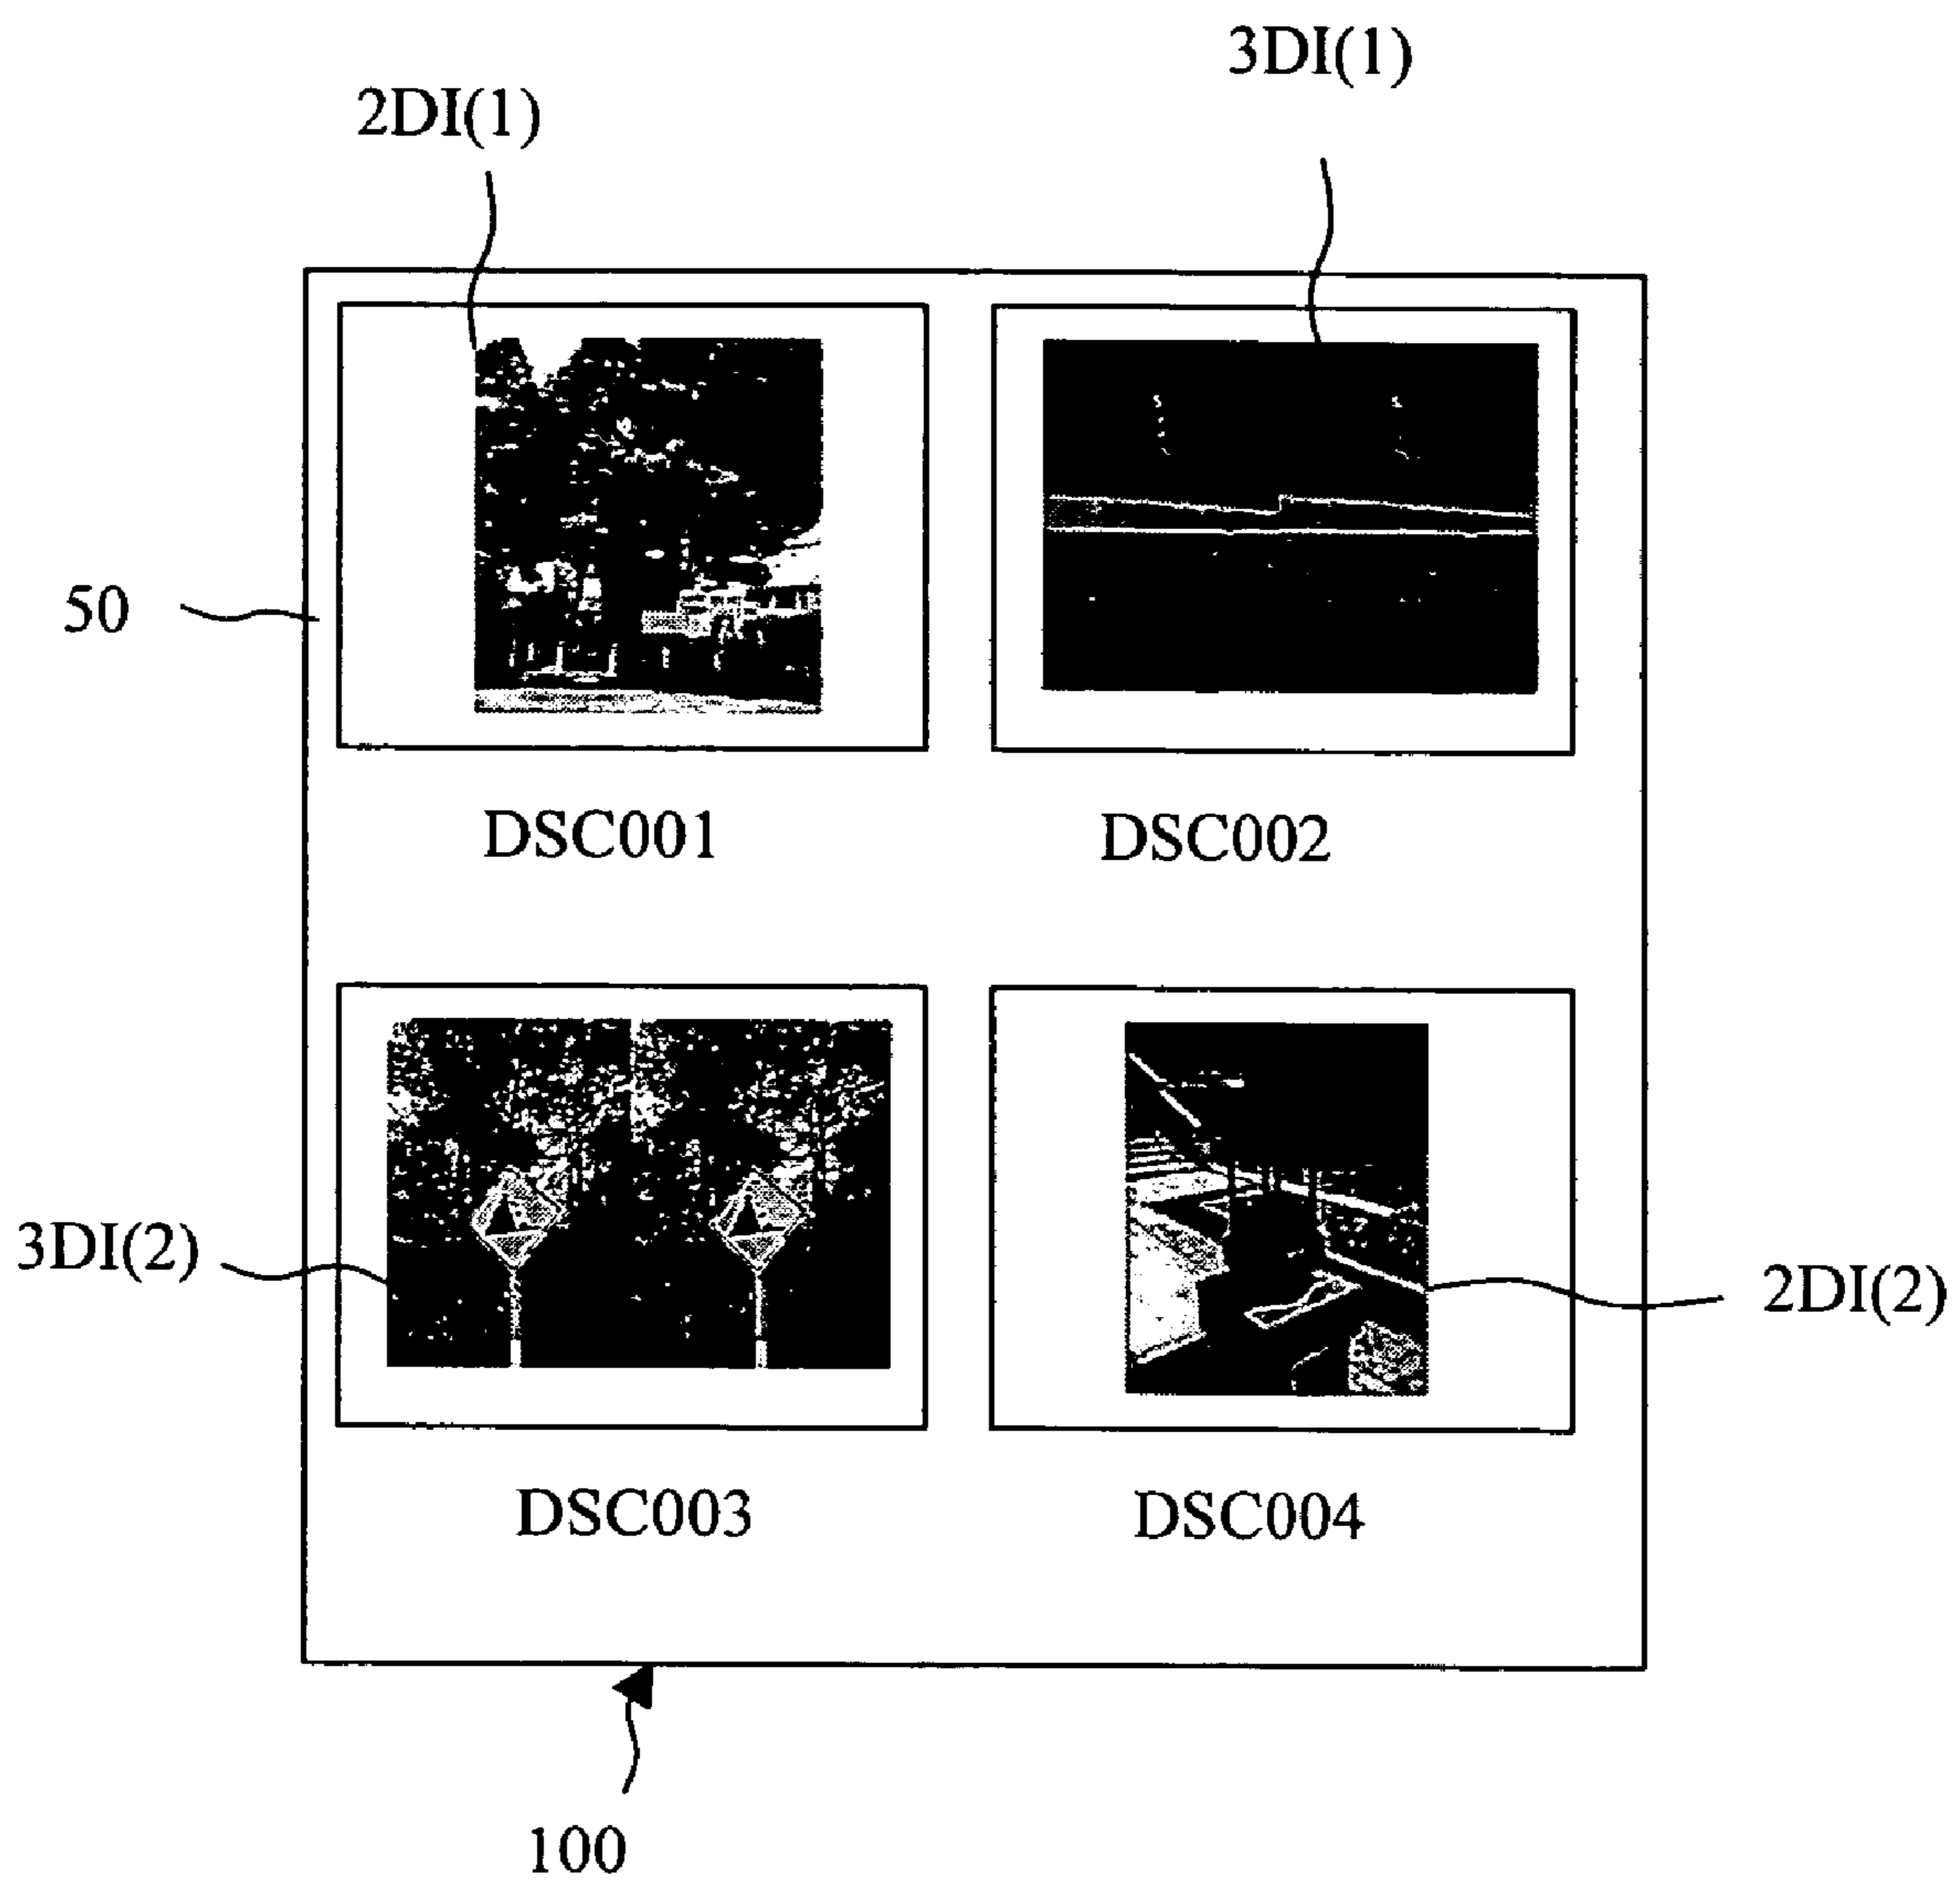 3DI(1)
2DI(1)
50
DSC001
DSC002
3DI(2)
2DI(2)
DSC003
DSC004
100